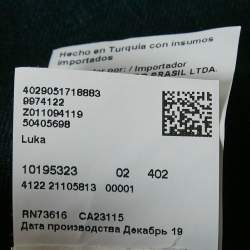 Hecho en Turquía con insumos
importados
por: / Importador
BRASIL LTDA.
4029051718883
9974122
Z011094119
50405698
Luka
10195323 02 402
4122 21105813 00001
RN73616 CA23115
Дата производства Декабрь 19